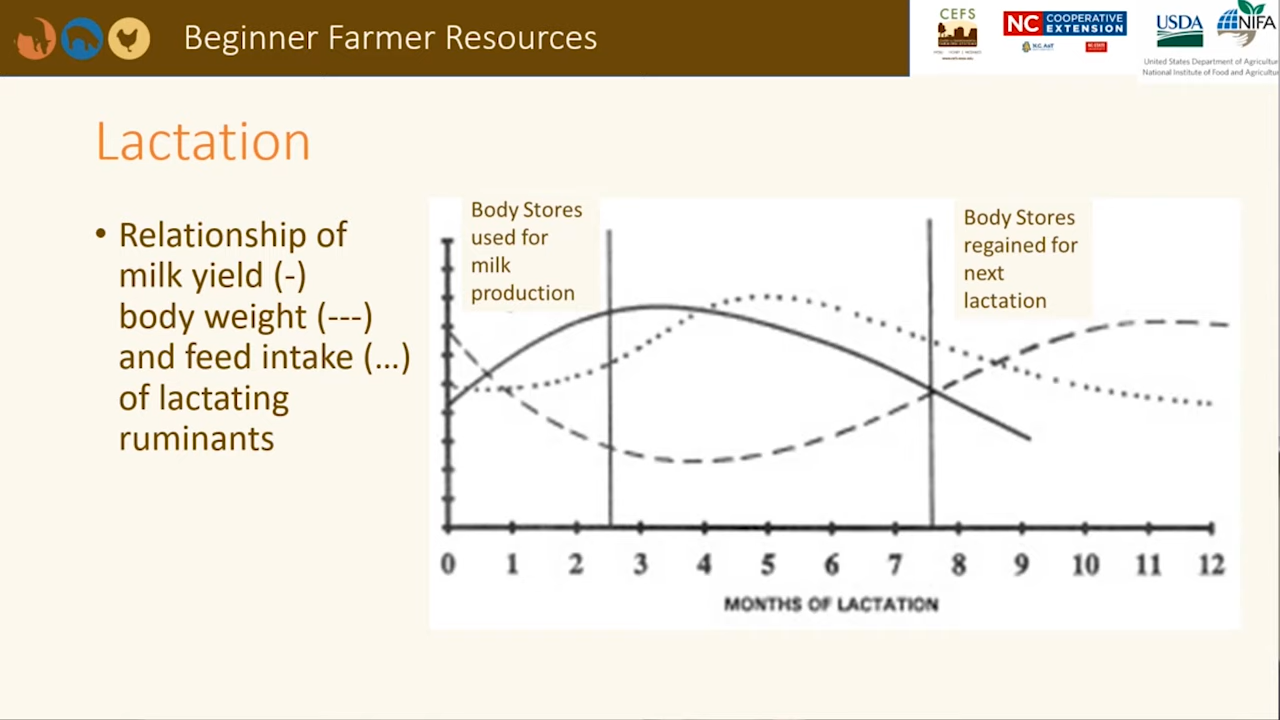 Beginner Farmer Resources
CEFS
NC COOPERATIVE
EXTENSION
USDA
NIFA
United States Department of Agricultur
National Institute of Food and Agricultur
Lactation
• Relationship of
milk yield (-)
body weight (---)
and feed intake (...)
of lactating
ruminants
Body Stores
used for
milk
production
Body Stores
regained for
next
lactation
0 1 2 3 4 5 6 7 8 9 10 11 12
MONTHS OF LACTATION